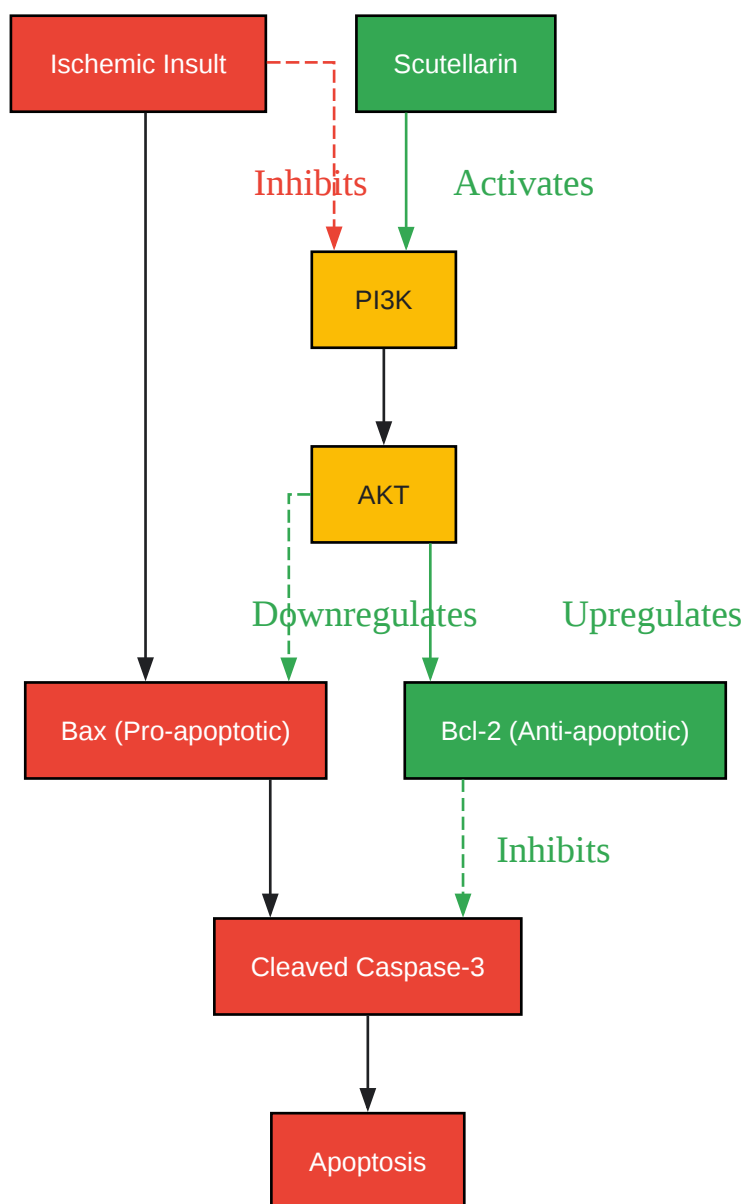 Ischemic Insult
Scutellarin
Inhibits
Activates
PI3K
AKT
Downregulates
Upregulates
Bax (Pro-apoptotic)
Bcl-2 (Anti-apoptotic)
Inhibits
Cleaved Caspase-3
Apoptosis